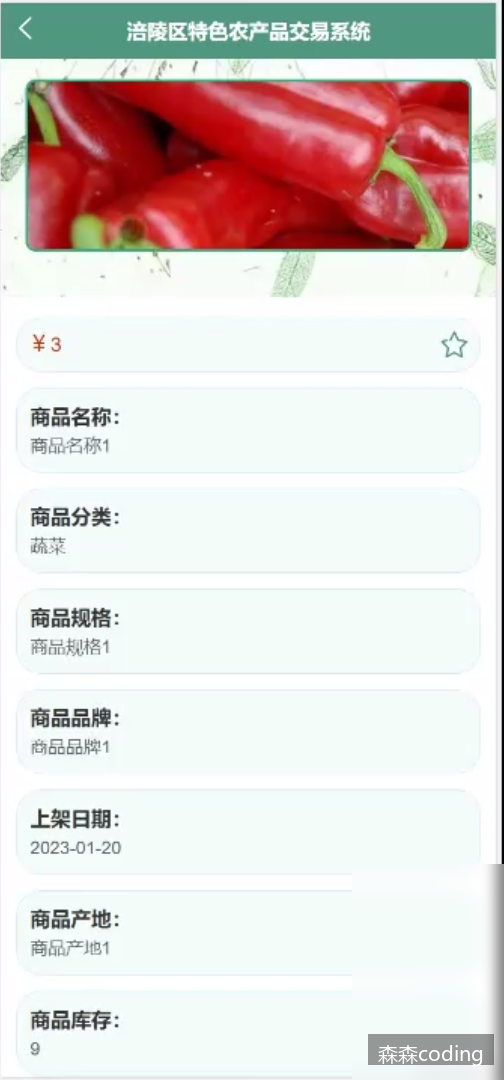 涪陵区特色农产品交易系统
￥3
商品名称：
商品名称1
商品分类：
蔬菜
商品规格：
商品规格1
商品品牌：
商品品牌1
上架日期：
2023-01-20
商品产地：
商品产地1
商品库存：
9
森森coding